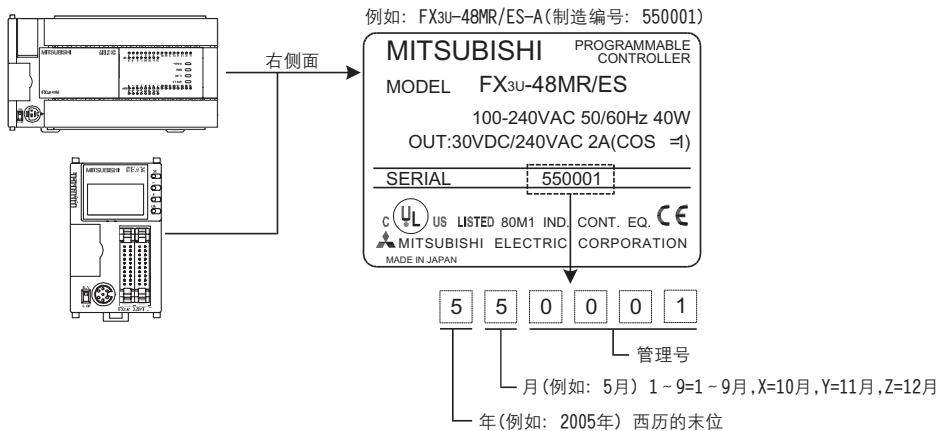 例如: FX3U-48MR/ES-A(制造编号: 550001)
MITSUBISHI
PROGRAMMABLE
CONTROLLER
MODEL FX3U-48MR/ES
100-240VAC 50/60Hz 40W
OUT:30VDC/240VAC 2A(COS =1)
SERIAL 550001
C UL US LISTED 80M1 IND. CONT. EQ. CE
MITSUBISHI ELECTRIC CORPORATION
MADE IN JAPAN
右侧面
MITSUBISHI
MITSUBISHI
5 5 0 0 0 1
管理号
月(例如: 5月) 1~9=1~9月,X=10月,Y=11月,Z=12月
年(例如: 2005年) 西历的末位